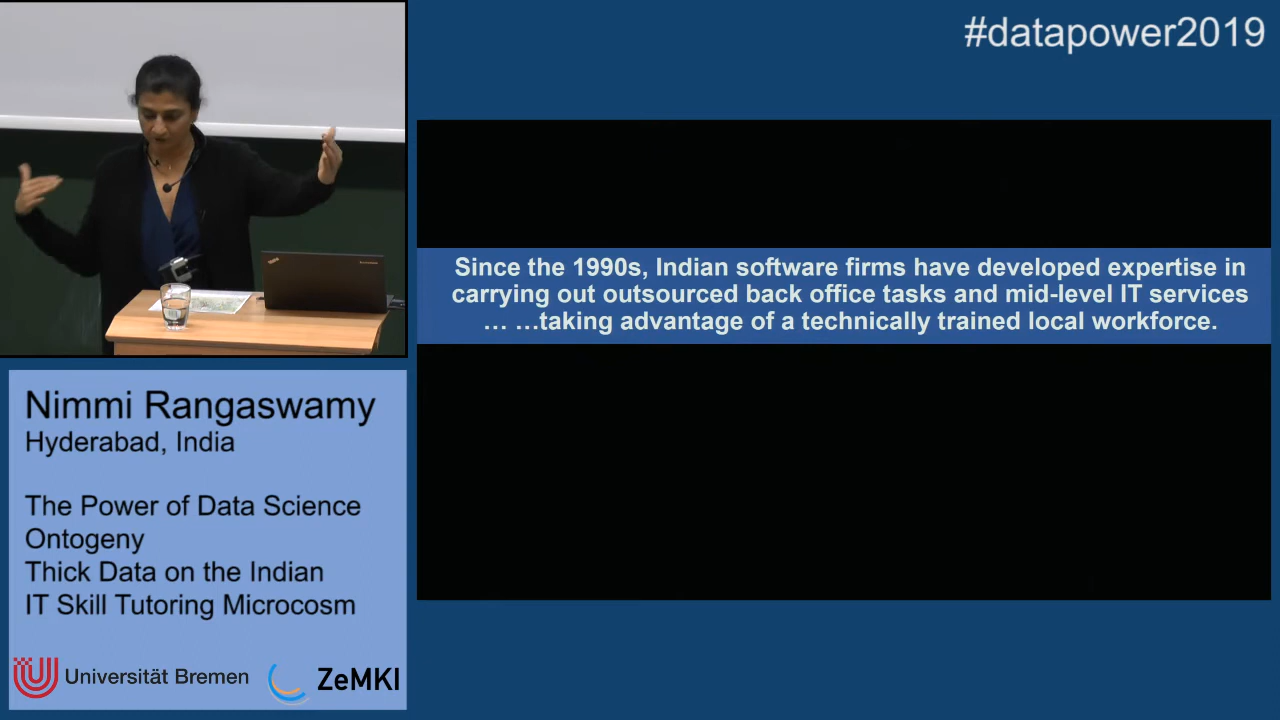 #datapower2019
Since the 1990s, Indian software firms have developed expertise in
carrying out outsourced back office tasks and mid-level IT services
… …taking advantage of a technically trained local workforce.
Nimmi Rangaswamy
Hyderabad, India
The Power of Data Science
Ontogeny
Thick Data on the Indian
IT Skill Tutoring Microcosm
Universität Bremen
ZeMKI